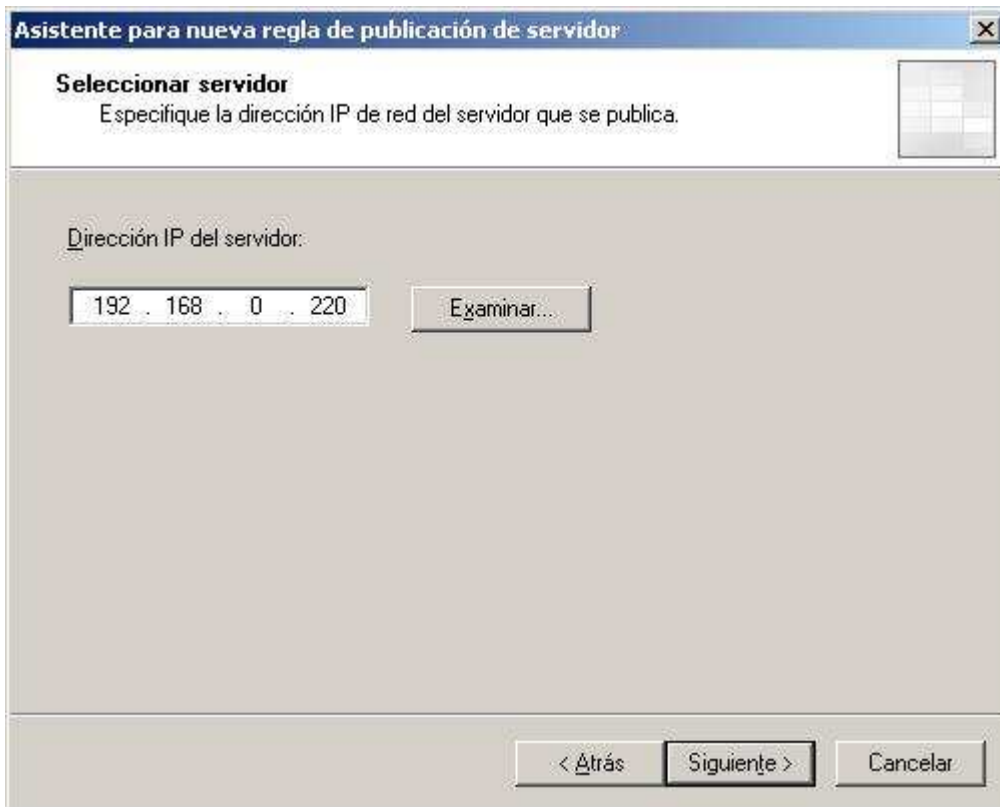 Asistente para nueva regla de publicación de servidor
Seleccionar servidor
Especifique la dirección IP de red del servidor que se publica.
Dirección IP del servidor:
192 . 168 . 0 . 220
Examinar...
< Atrás
Siguiente >
Cancelar